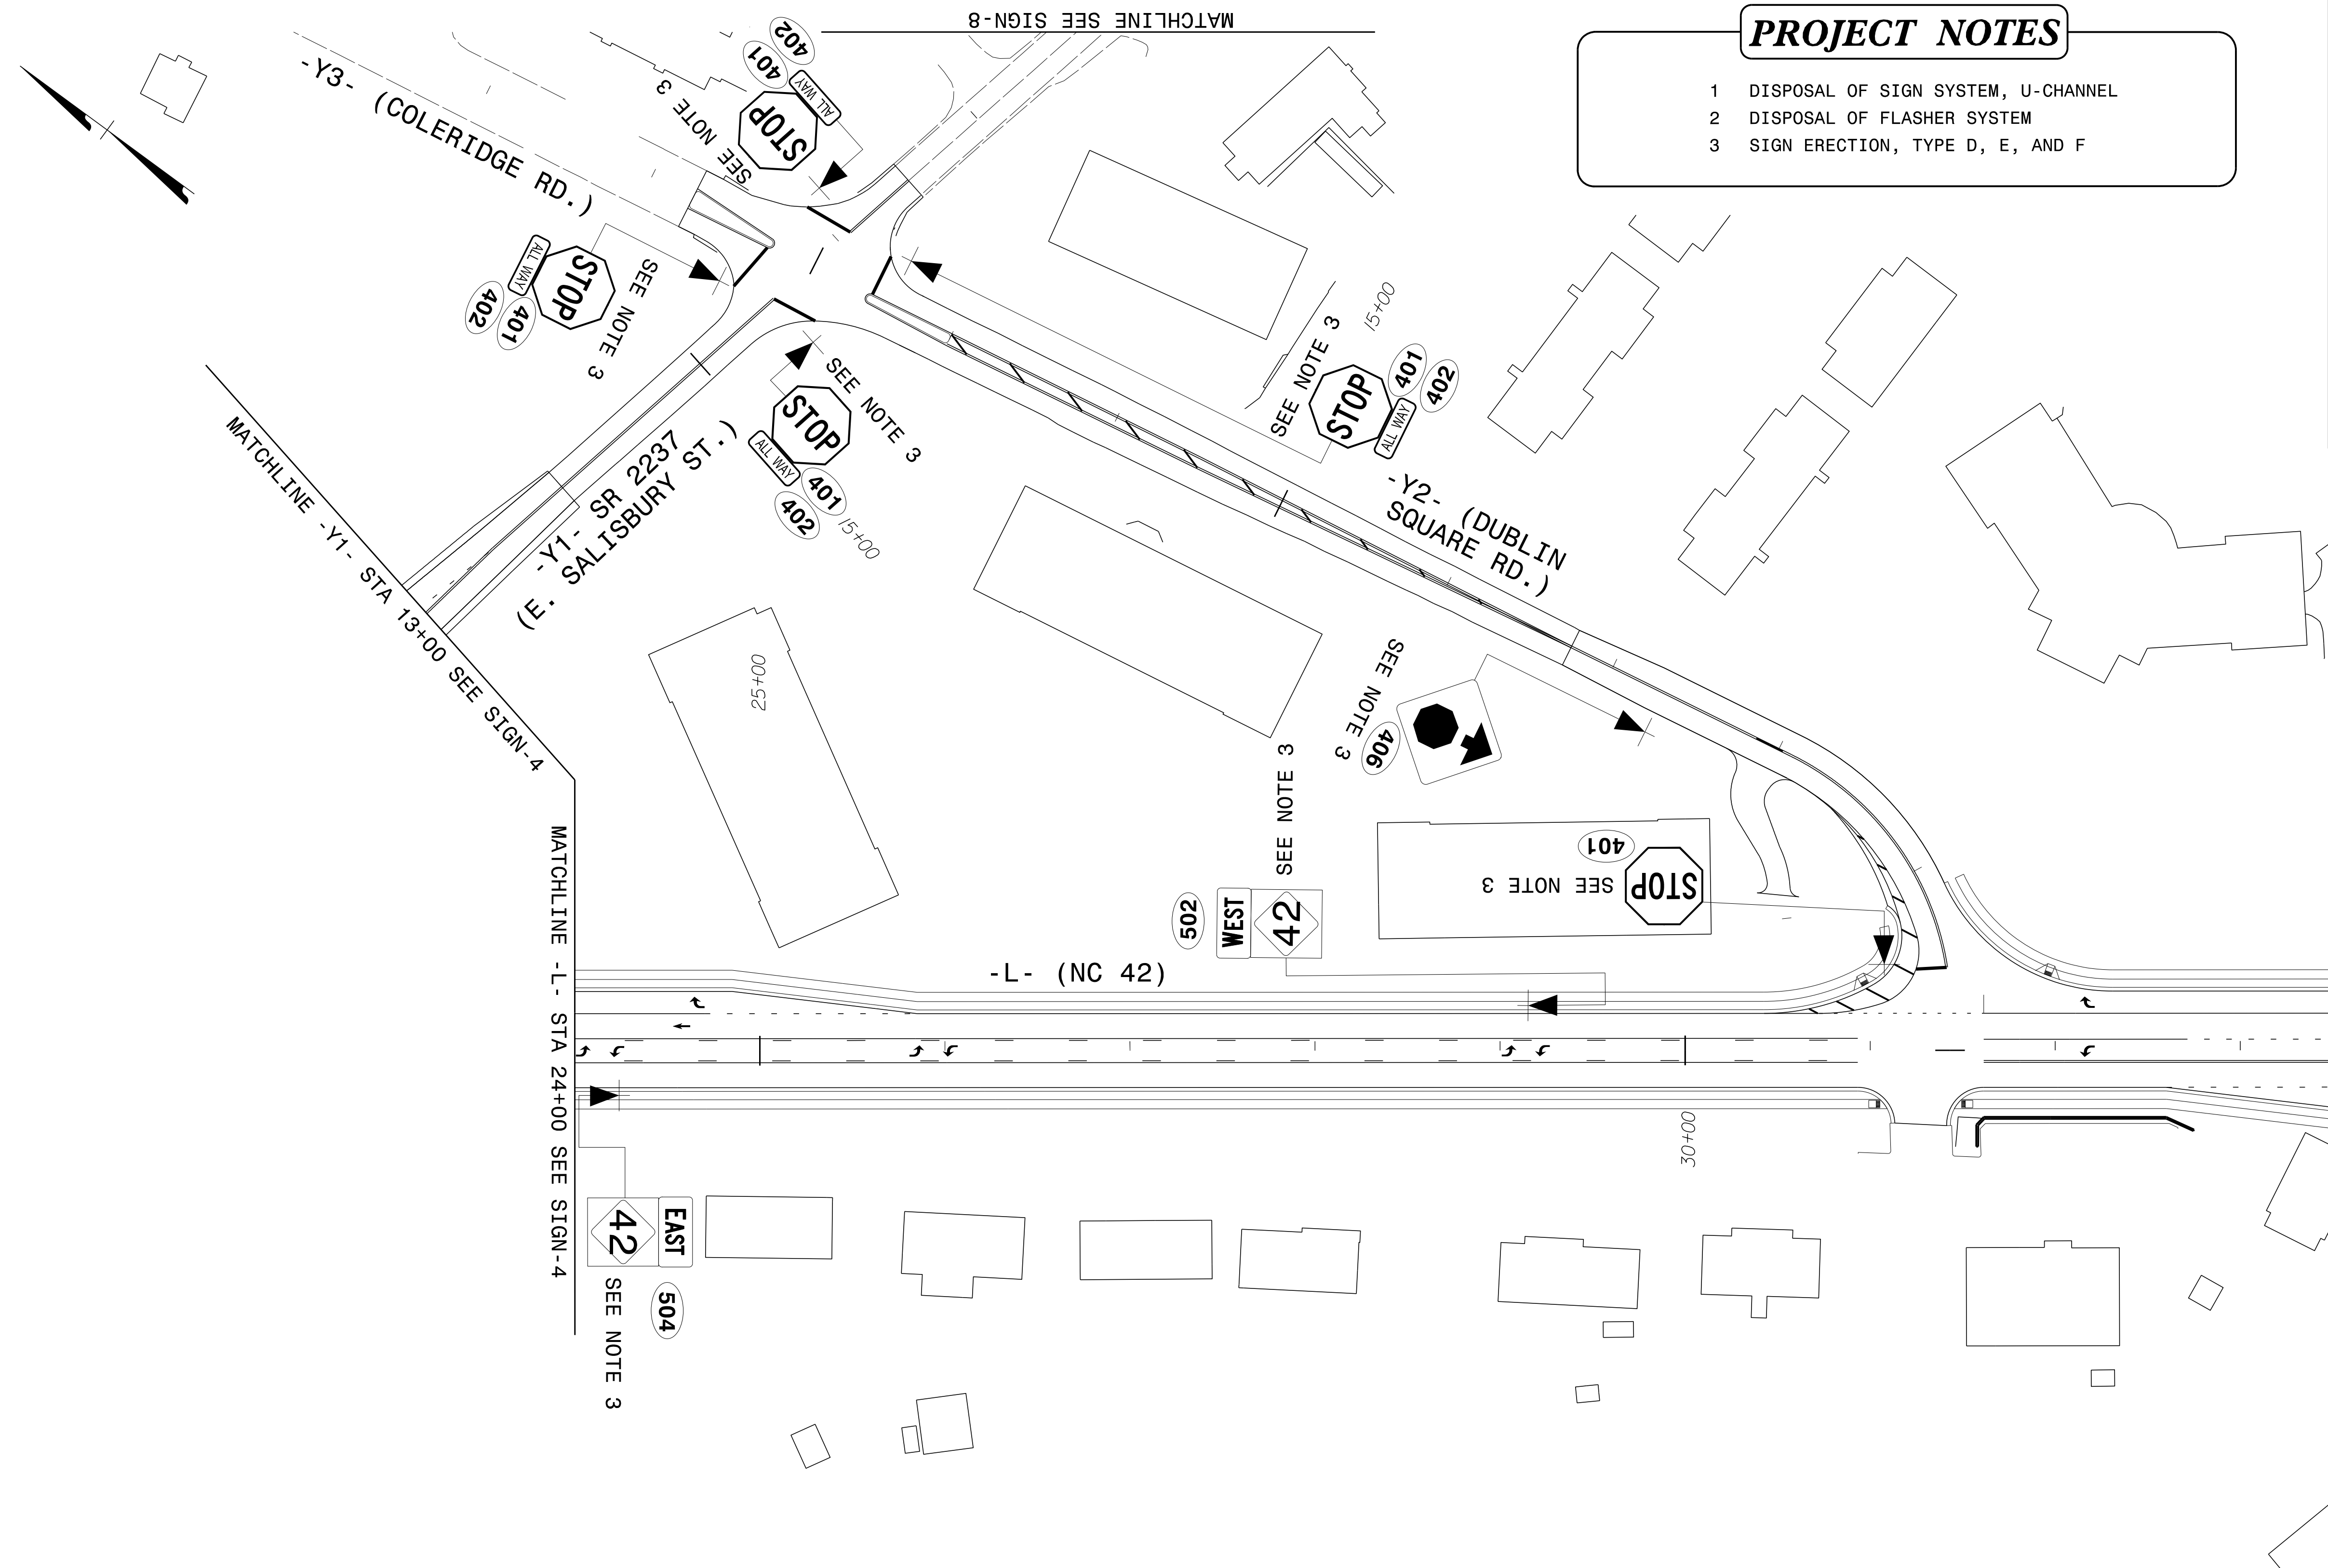 MATCHLINE SEE SIGN-8
PROJECT NOTES
1 DISPOSAL OF SIGN SYSTEM, U-CHANNEL
2 DISPOSAL OF FLASHER SYSTEM
3 SIGN ERECTION, TYPE D, E, AND F
-Y3- (COLERIDGE RD.)
402
401
ALL WAY
STOP
SEE NOTE 3
402
401
ALL WAY
STOP
SEE NOTE 3
SEE NOTE 3
STOP
ALL WAY
401
402
15+00
SEE NOTE 3
STOP
ALL WAY
401
402
15+00
-Y1- SR 2237
(E. SALISBURY ST.)
-Y2- (DUBLIN
SQUARE RD.)
MATCHLINE -Y1- STA 13+00 SEE SIGN-4
25+00
SEE NOTE 3
406
SEE NOTE 3
502
WEST
42
401
STOP
SEE NOTE 3
-L- (NC 42)
MATCHLINE -L- STA 24+00 SEE SIGN-4
30+00
EAST
42
504
SEE NOTE 3